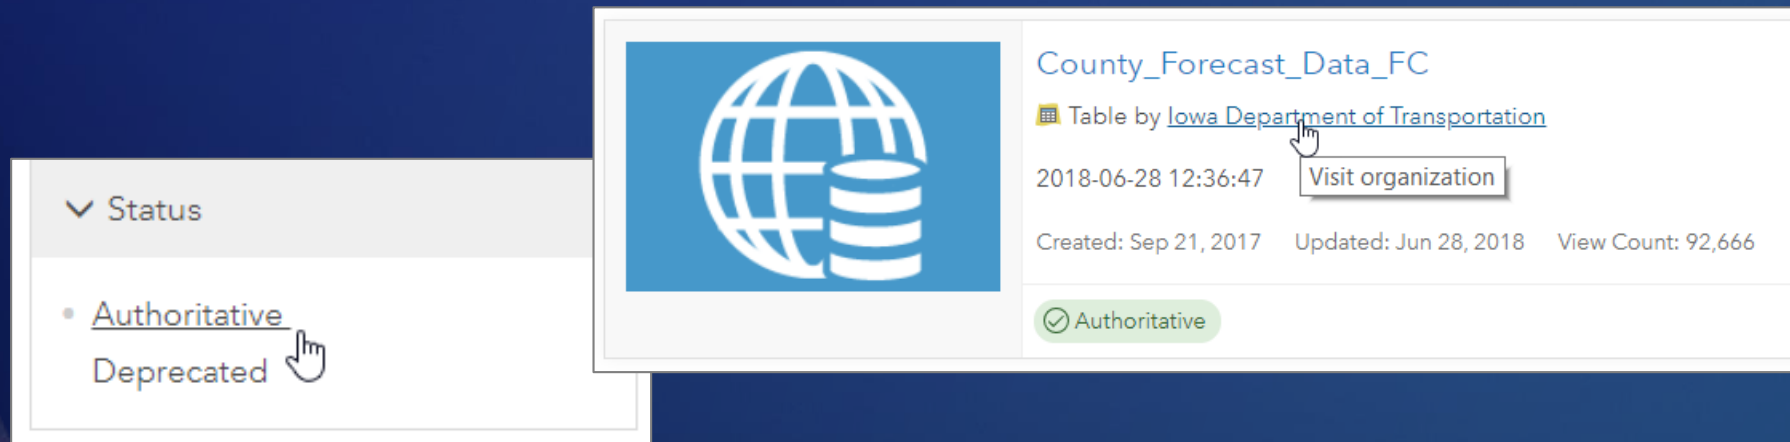 Status
Authoritative
Deprecated
County_Forecast_Data_FC
Table by Iowa Department of Transportation
2018-06-28 12:36:47
Visit organization
Created: Sep 21, 2017 Updated: Jun 28, 2018 View Count: 92,666
Authoritative